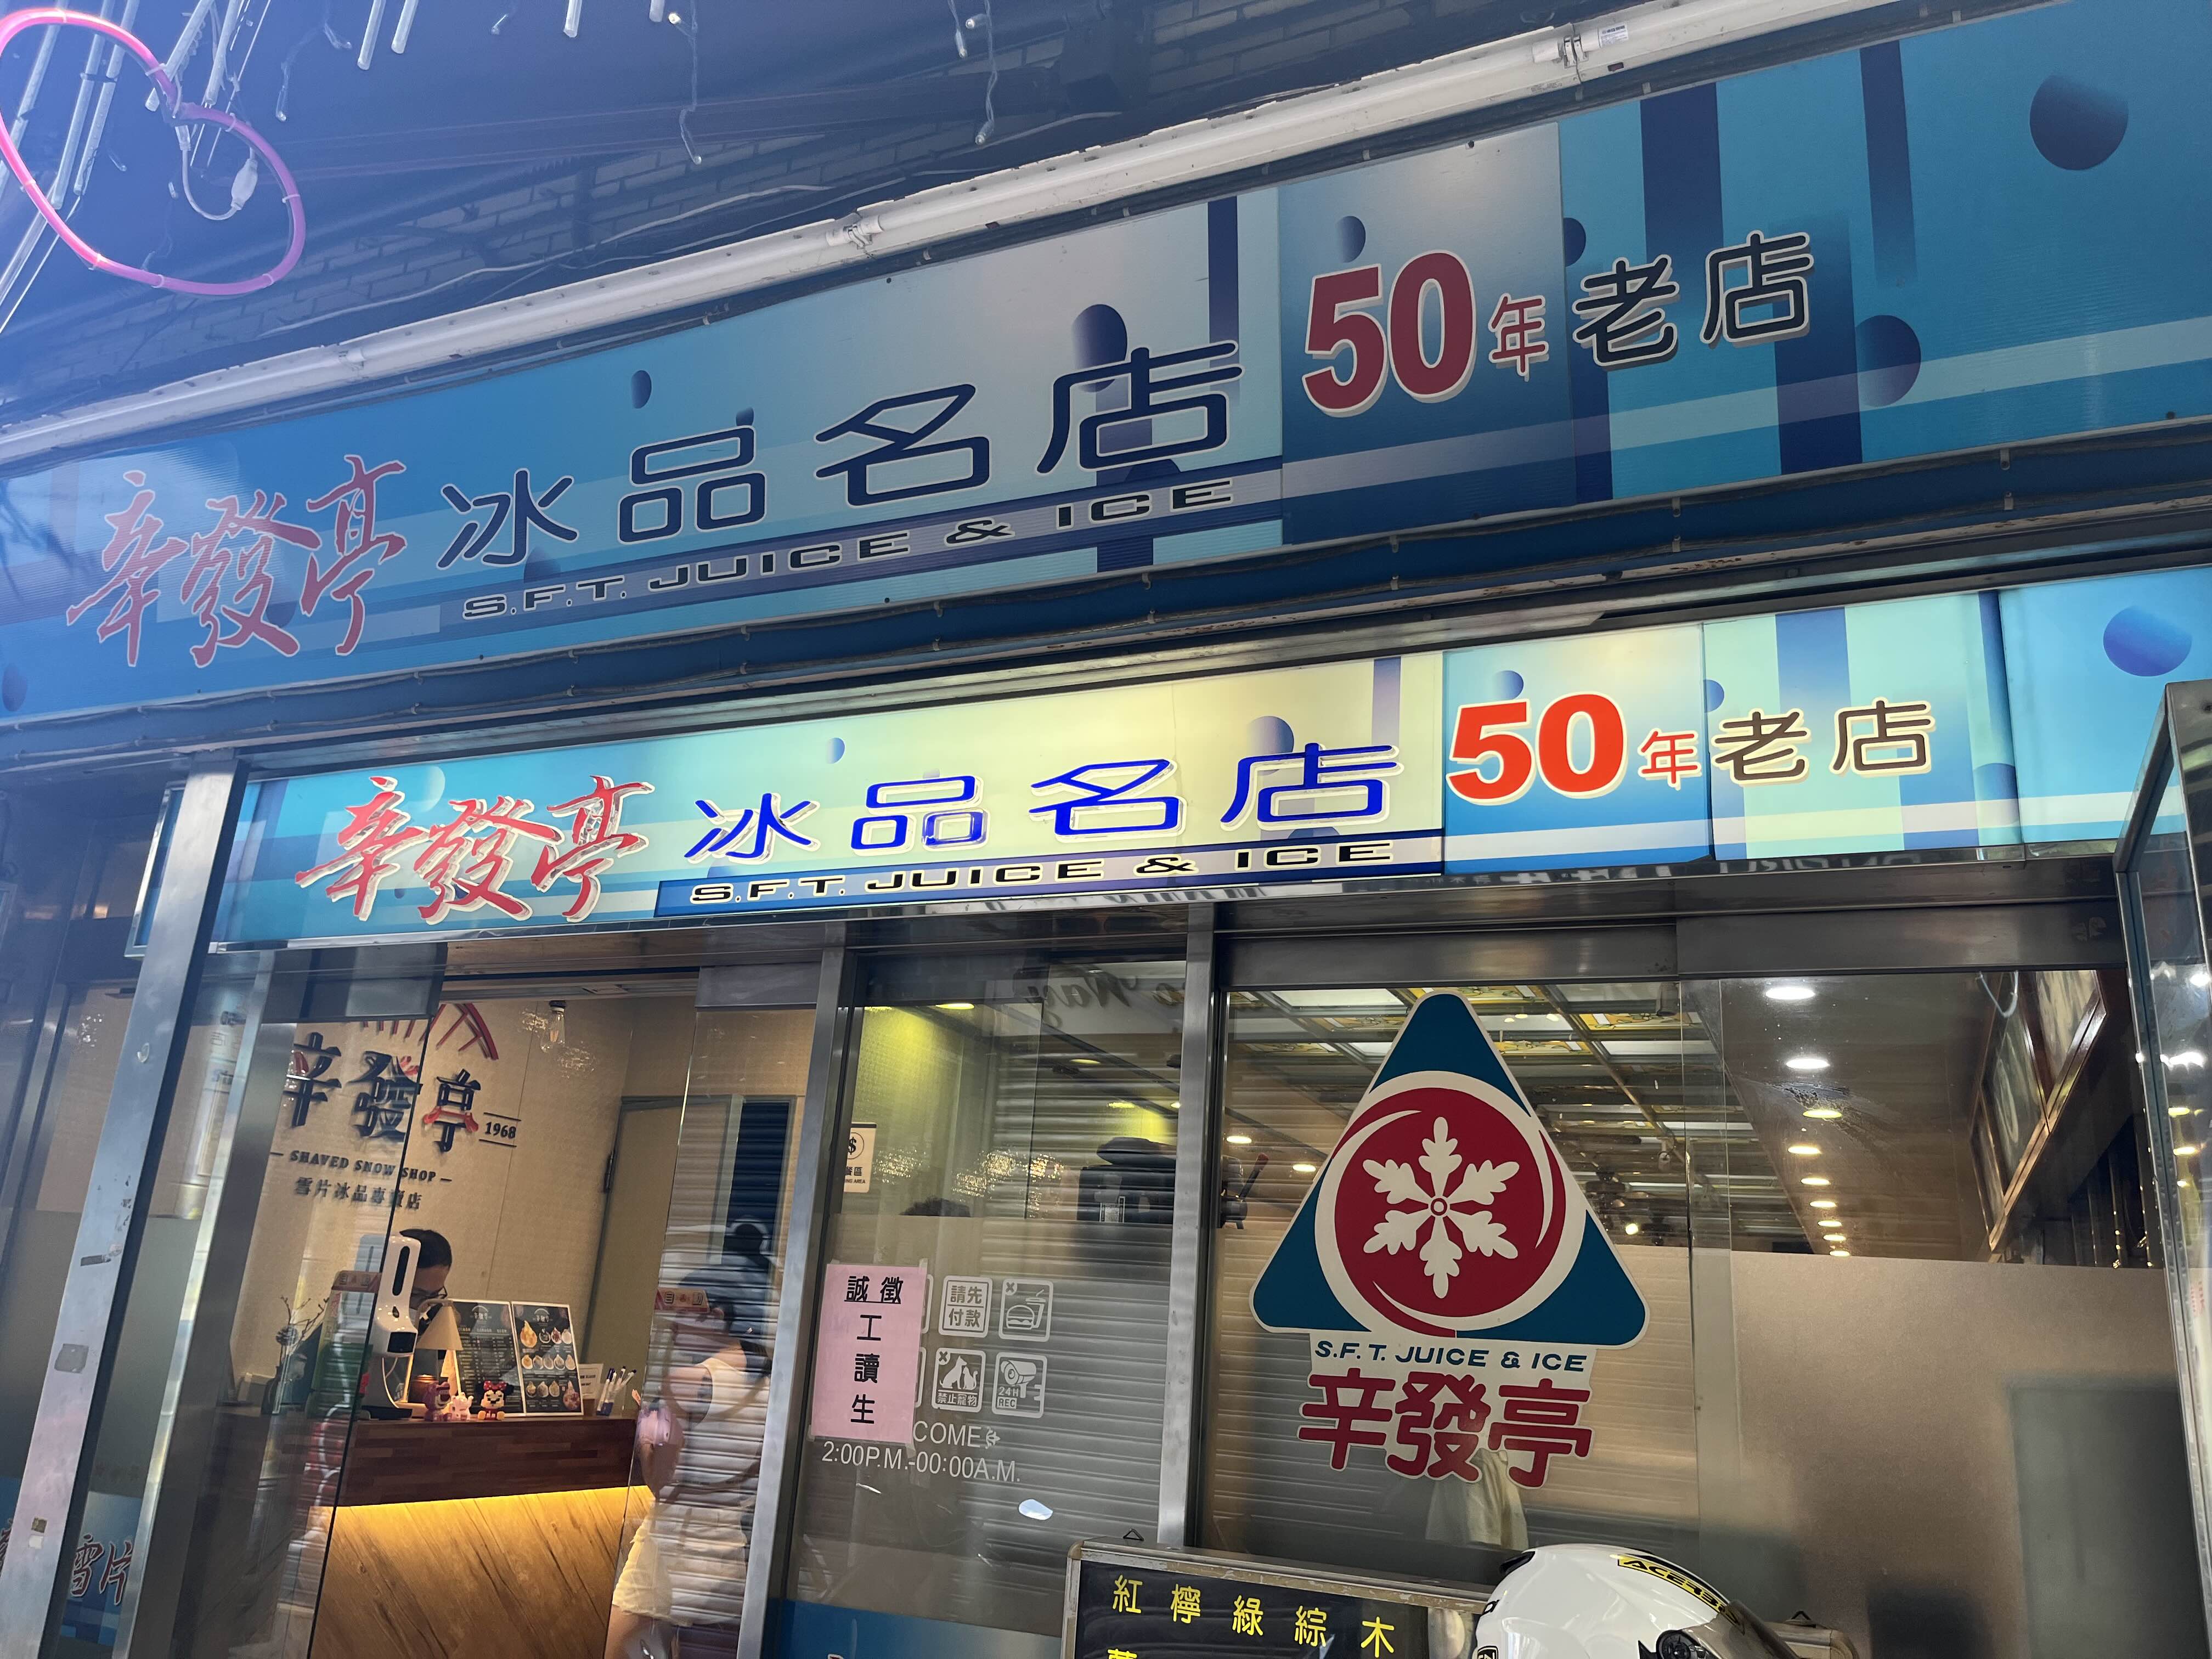 辛發亭 冰品名店 50年老店
S.F.T. JUICE & ICE
辛發亭 冰品名店 50年老店
S.F.T. JUICE & ICE
辛發亭
1968
SHAVED SNOW SHOP
雪片冰品專賣店
誠徵
工
讀
生
請先
付款
禁止寵物
24H
REC
COME
2:00P.M.-00:00A.M.
S.F.T. JUICE & ICE
辛發亭
雪片
紅檸綠綜木